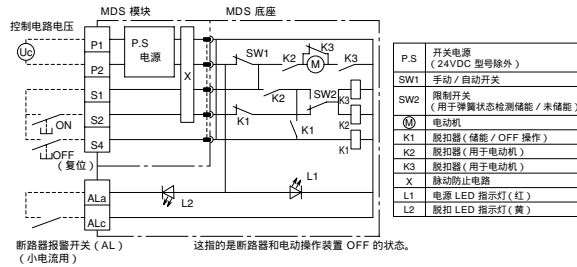 MDS 模块
MDS 底座
控制电路电压
Uc
P1
P2
S1
S2
S4
P.S
电源
X
SW1
K2
K3
M
K3
K2
SW2
K3
K1
K1
K2
K1
ON
OFF
(复位)
ALa
ALc
L2
L1
断路器报警开关(AL)
(小电流用)
这指的是断路器和电动操作装置 OFF 的状态。
P.S 开关电源
(24VDC 型号除外)
SW1 手动/自动开关
SW2 限制开关
(用于弹簧状态检测储能/未储能)
M 电动机
K1 脱扣器(储能/OFF 操作)
K2 脱扣器(用于电动机)
K3 脱扣器(用于电动机)
X 脉动防止电路
L1 电源 LED 指示灯(红)
L2 脱扣 LED 指示灯(黄)